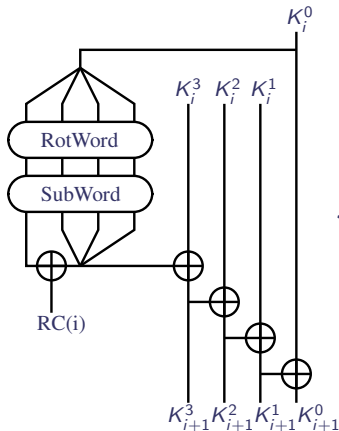 K_i^0
K_i^3 K_i^2 K_i^1
RotWord
SubWord
RC(i)
K_{i+1}^3 K_{i+1}^2 K_{i+1}^1 K_{i+1}^0